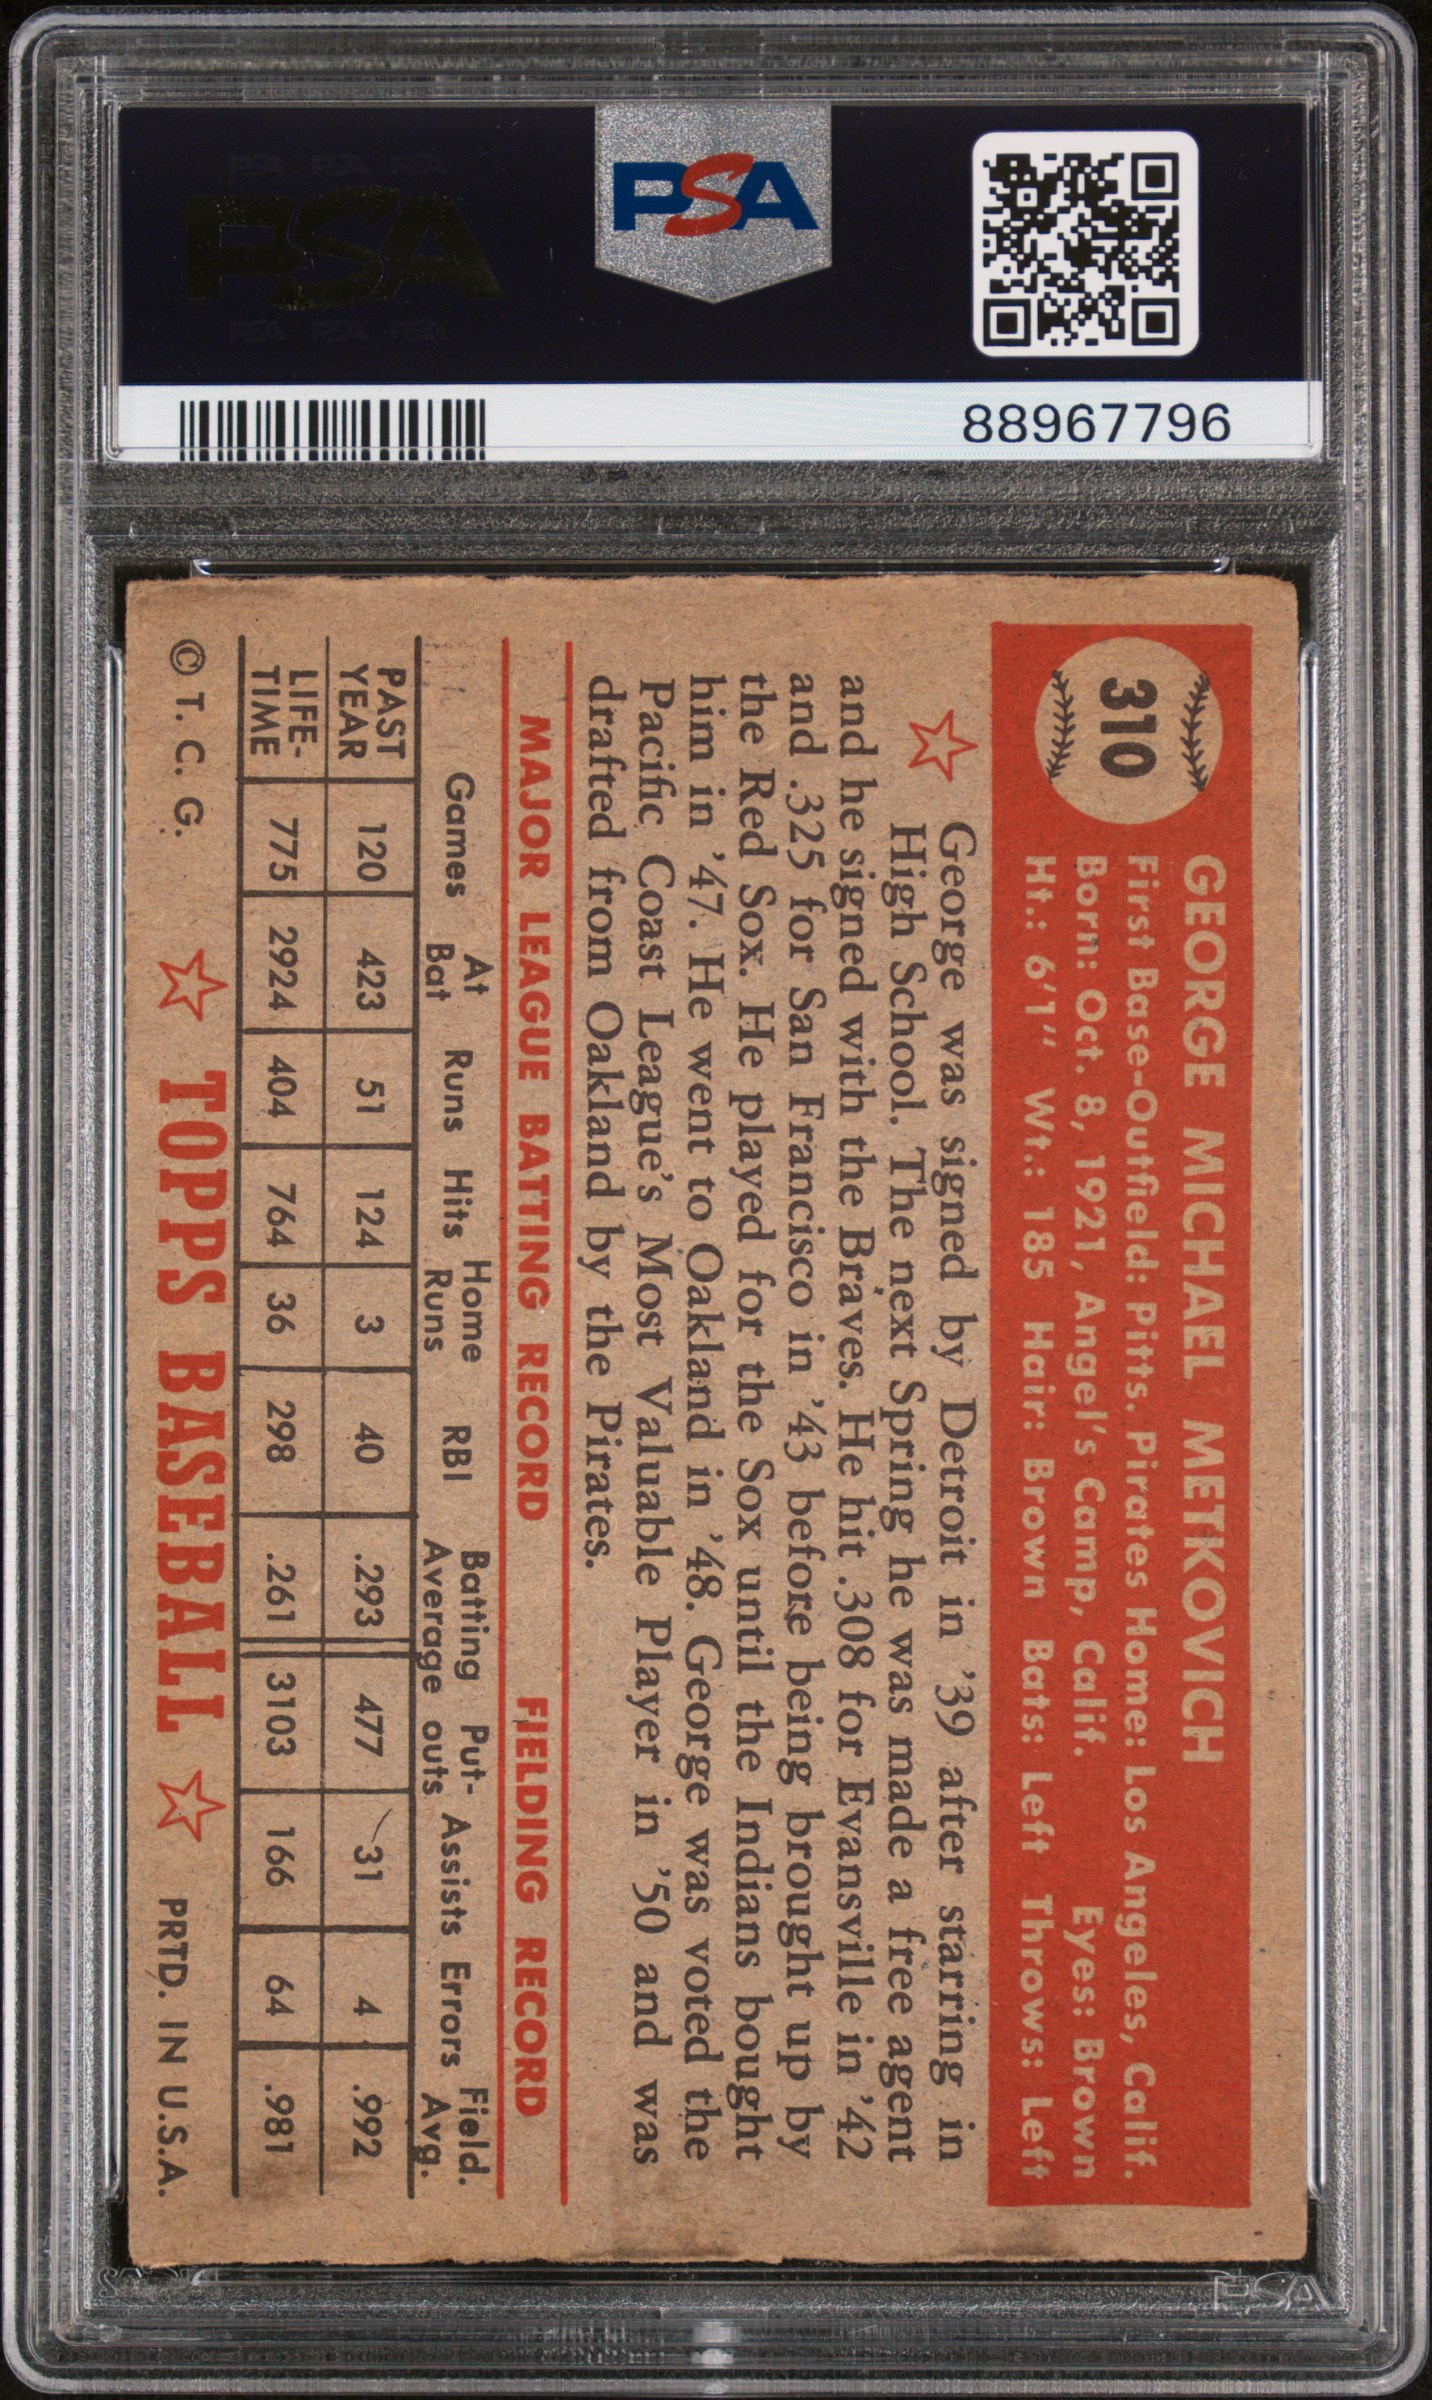 PSA
PSA PSA PSA
PSA
PSA PSA PSA
88967796
310
GEORGE MICHAEL METKOVICH
First Base-Outfield: Pitts. Pirates Home: Los Angeles, Calif.
Born: Oct. 8, 1921, Angel's Camp, Calif. Eyes: Brown
Ht.: 6'1" Wt.: 185 Hair: Brown Bats: Left Throws: Left
George was signed by Detroit in '39 after starring in
High School. The next Spring he was made a free agent
and he signed with the Braves. He hit .308 for Evansville in '42
and .325 for San Francisco in '43 before being brought up by
the Red Sox. He played for the Sox until the Indians bought
him in '47. He went to Oakland in '48. George was voted the
Pacific Coast League's Most Valuable Player in '50 and was
drafted from Oakland by the Pirates.
MAJOR LEAGUE BATTING RECORD FIELDING RECORD
Games At Bat Runs Hits Home Runs RBI Batting Average Put-outs Assists Errors Field. Avg.
PAST YEAR 120 423 51 124 3 40 .293 477 31 4 .992
LIFE-TIME 775 2924 404 764 36 298 .261 3103 166 64 .981
© T. C. G. TOPPS BASEBALL PRTD. IN U.S.A.
PSA